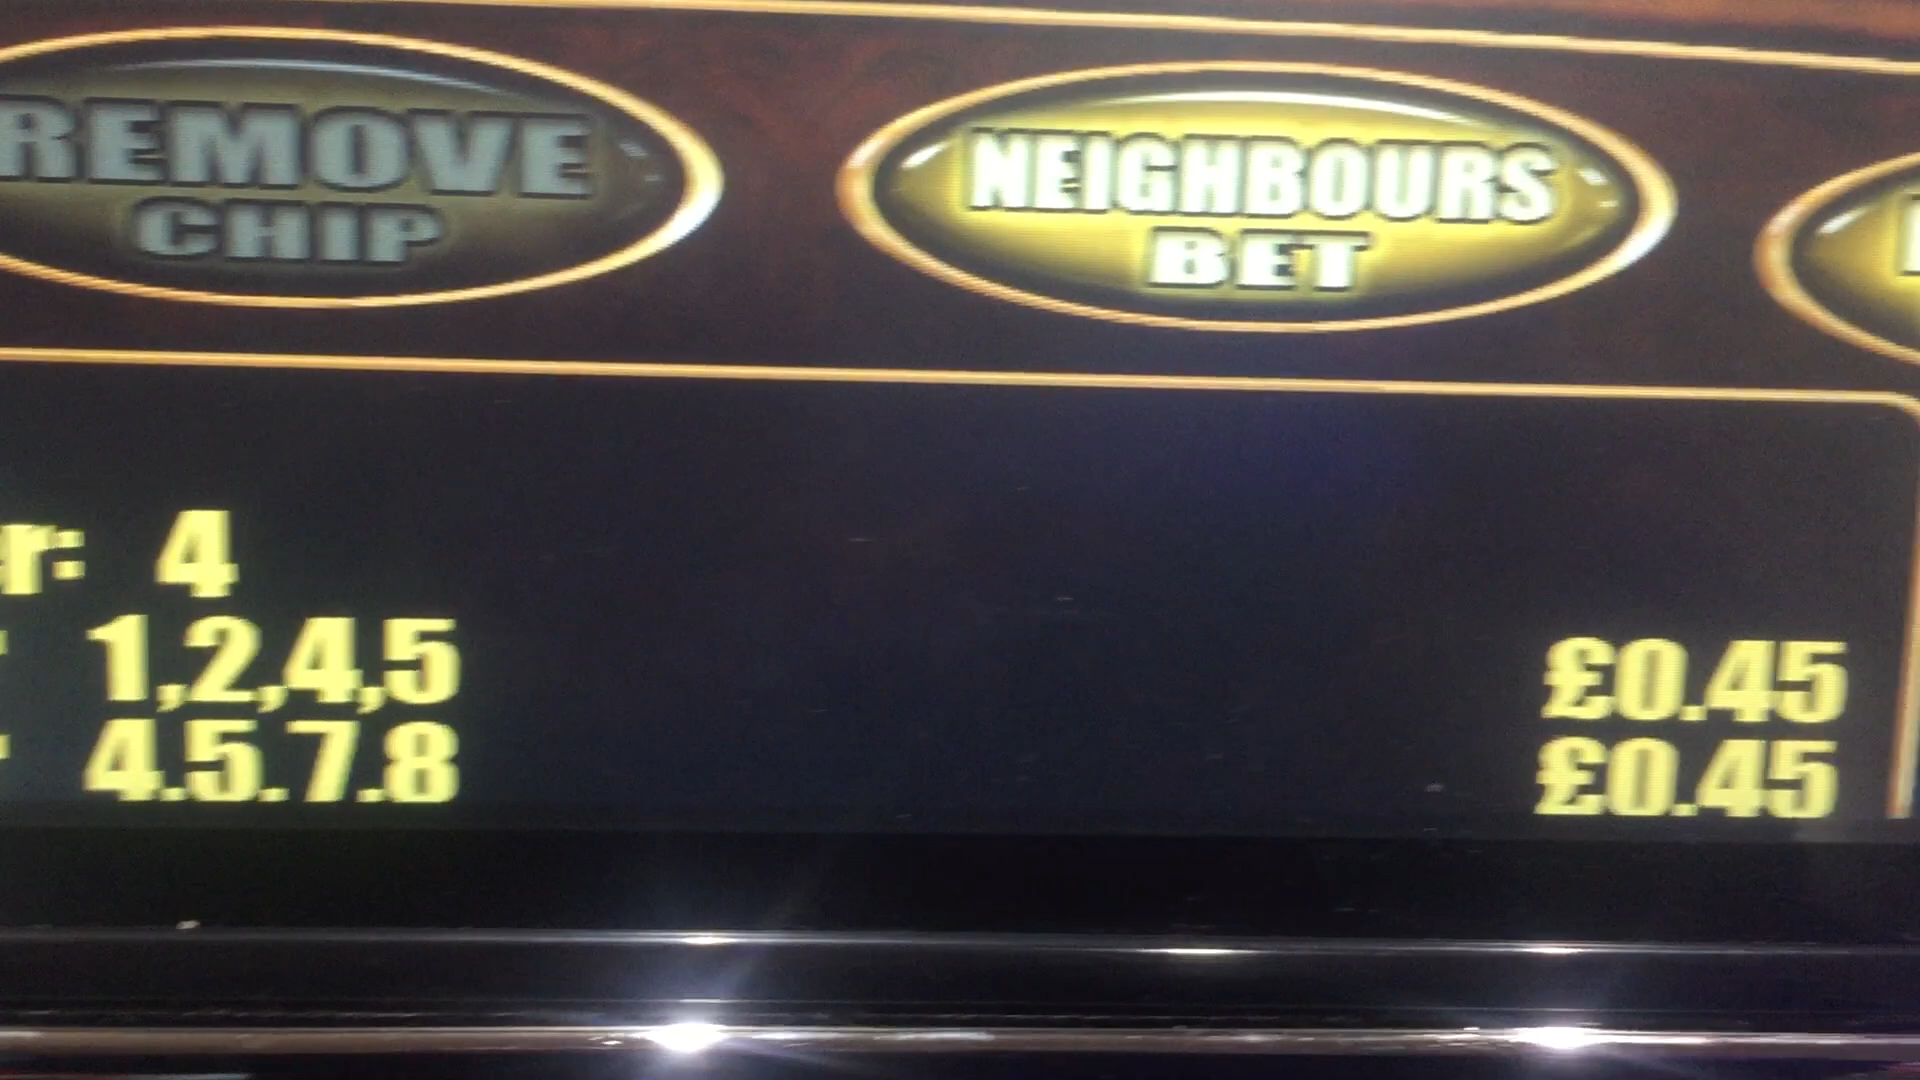 REMOVE
CHIP
NEIGHBOURS
BET
r: 4
1,2,4,5 £0.45
4.5.7.8 £0.45